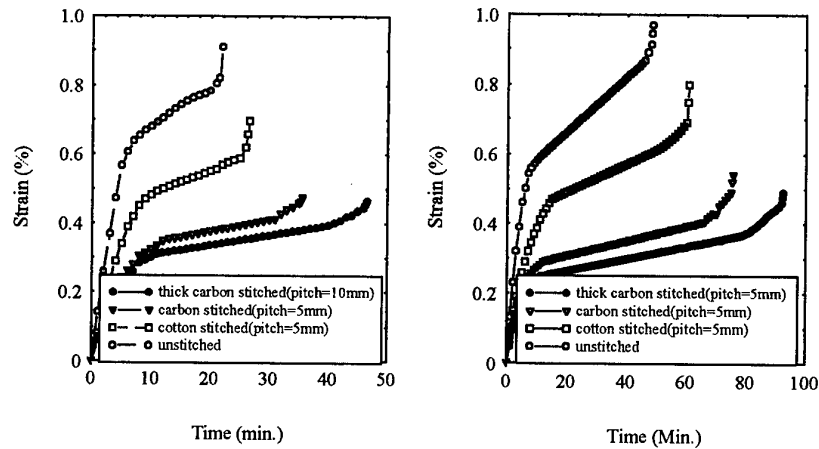 1.0
0.8
0.6
0.4
0.2
0
Strain (%)
thick carbon stitched(pitch=10mm)
carbon stitched(pitch=5mm)
cotton stitched(pitch=5mm)
unstitched
0 10 20 30 40 50
Time (min.)
1.0
0.8
0.6
0.4
0.2
0
Strain (%)
thick carbon stitched(pitch=5mm)
carbon stitched(pitch=5mm)
cotton stitched(pitch=5mm)
unstitched
0 20 40 60 80 100
Time (Min.)